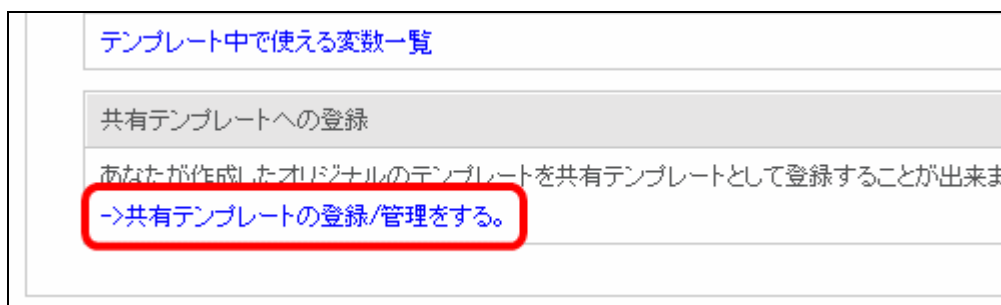 テンプレート中で使える変数一覧
共有テンプレートへの登録
あなたが作成したオリジナルのテンプレートを共有テンプレートとして登録することが出来ま
->共有テンプレートの登録/管理をする。